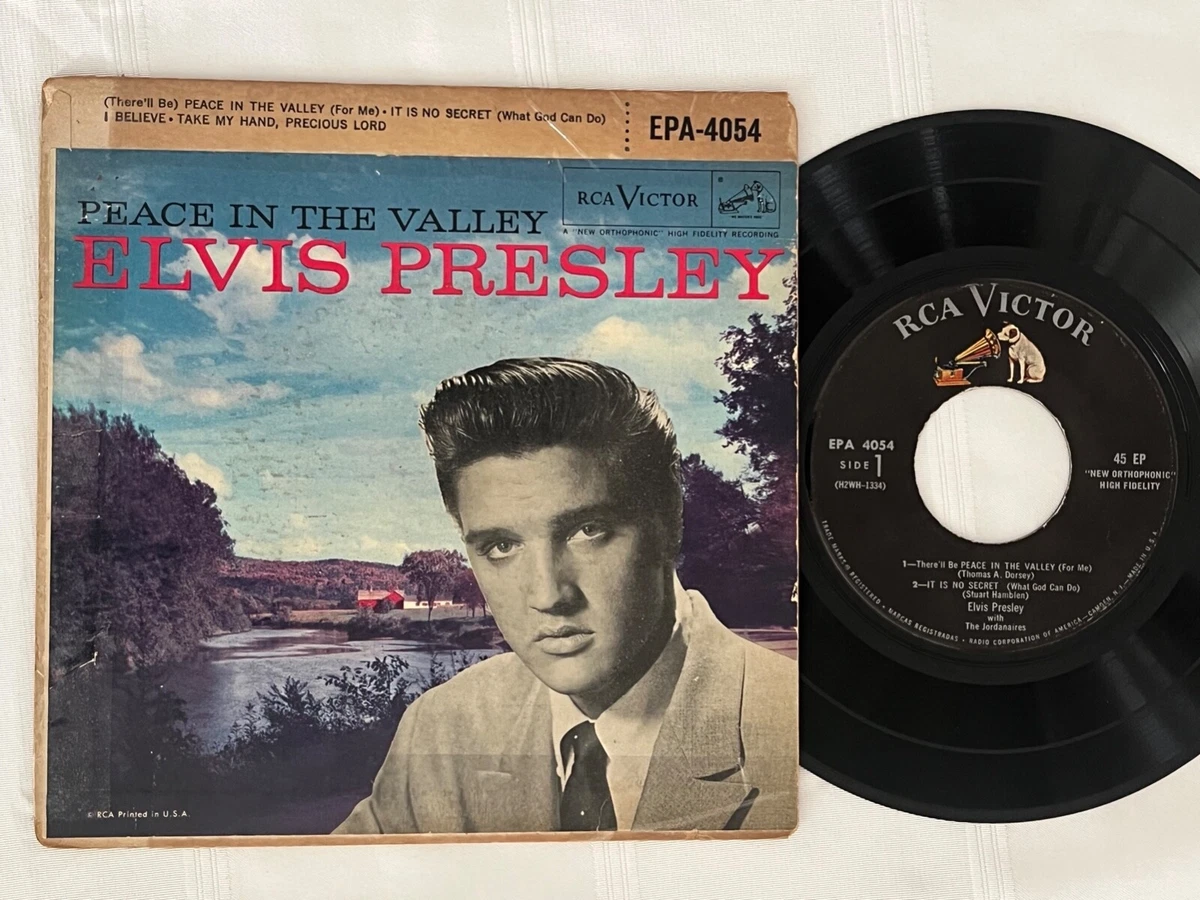 (There'll Be) PEACE IN THE VALLEY (For Me) • IT IS NO SECRET (What God Can Do)
I BELIEVE • TAKE MY HAND, PRECIOUS LORD
EPA-4054
RCA VICTOR
"HIS MASTER'S VOICE"
A "NEW ORTHOPHONIC" HIGH FIDELITY RECORDING
PEACE IN THE VALLEY
ELVIS PRESLEY
© RCA Printed in U.S.A.
RCA VICTOR
EPA 4054
SIDE 1
(H2WH-1334)
45 EP
"NEW ORTHOPHONIC"
HIGH FIDELITY
1—There'll Be PEACE IN THE VALLEY (For Me)
(Thomas A. Dorsey)
2—IT IS NO SECRET (What God Can Do)
(Stuart Hamblen)
Elvis Presley
with
The Jordanaires
TRADE MARKS ® REGISTERED • MARCAS REGISTRADAS • RADIO CORPORATION OF AMERICA—CAMDEN, N.J.—MADE IN U.S.A.